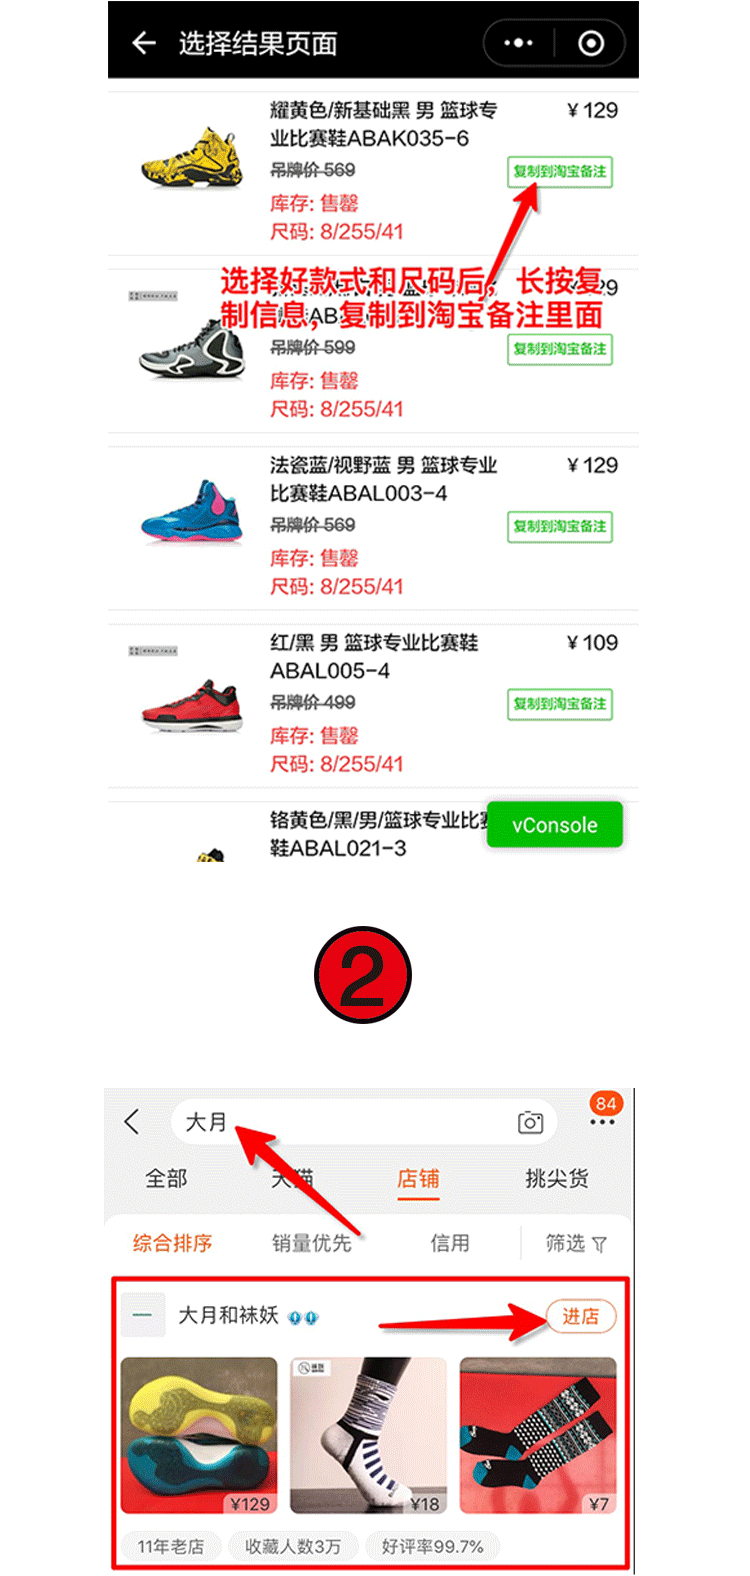 选择结果页面
耀黄色/新基础黑 男 篮球专
业比赛鞋ABAK035-6
¥129
吊牌价 569
复制到淘宝备注
库存: 售罄
尺码: 8/255/41
选择好款式和尺码后，长按复
制信息，复制到淘宝备注里面
吊牌价 599
复制到淘宝备注
库存: 售罄
尺码: 8/255/41
法瓷蓝/视野蓝 男 篮球专业
比赛鞋ABAL003-4
¥129
吊牌价 569
复制到淘宝备注
库存: 售罄
尺码: 8/255/41
红/黑 男 篮球专业比赛鞋
ABAL005-4
¥109
吊牌价 499
复制到淘宝备注
库存: 售罄
尺码: 8/255/41
铬黄色/黑/男/篮球专业比赛
鞋ABAL021-3
vConsole
2
大月
84
全部 天猫 店铺 挑尖货
综合排序 销量优先 信用 筛选
大月和袜妖
进店
¥129 ¥18 ¥7
11年老店 收藏人数3万 好评率99.7%